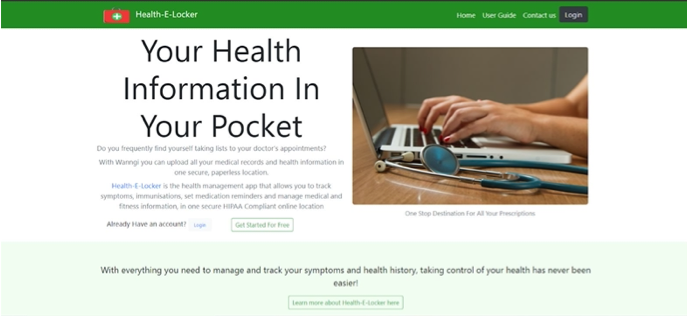 Health-E-Locker
Home User Guide Contact us Login
Your Health
Information In
Your Pocket
Do you frequently find yourself taking lists to your doctor's appointments?
With Wanngi you can upload all your medical records and health information in
one secure, paperless location.
Health-E-Locker is the health management app that allows you to track
symptoms, immunisations, set medication reminders and manage medical and
fitness information, in one secure HIPAA Compliant online location
Already Have an account? Login Get Started For Free
One Stop Destination For All Your Prescriptions
With everything you need to manage and track your symptoms and health history, taking control of your health has never been
easier!
Learn more about Health-E-Locker here